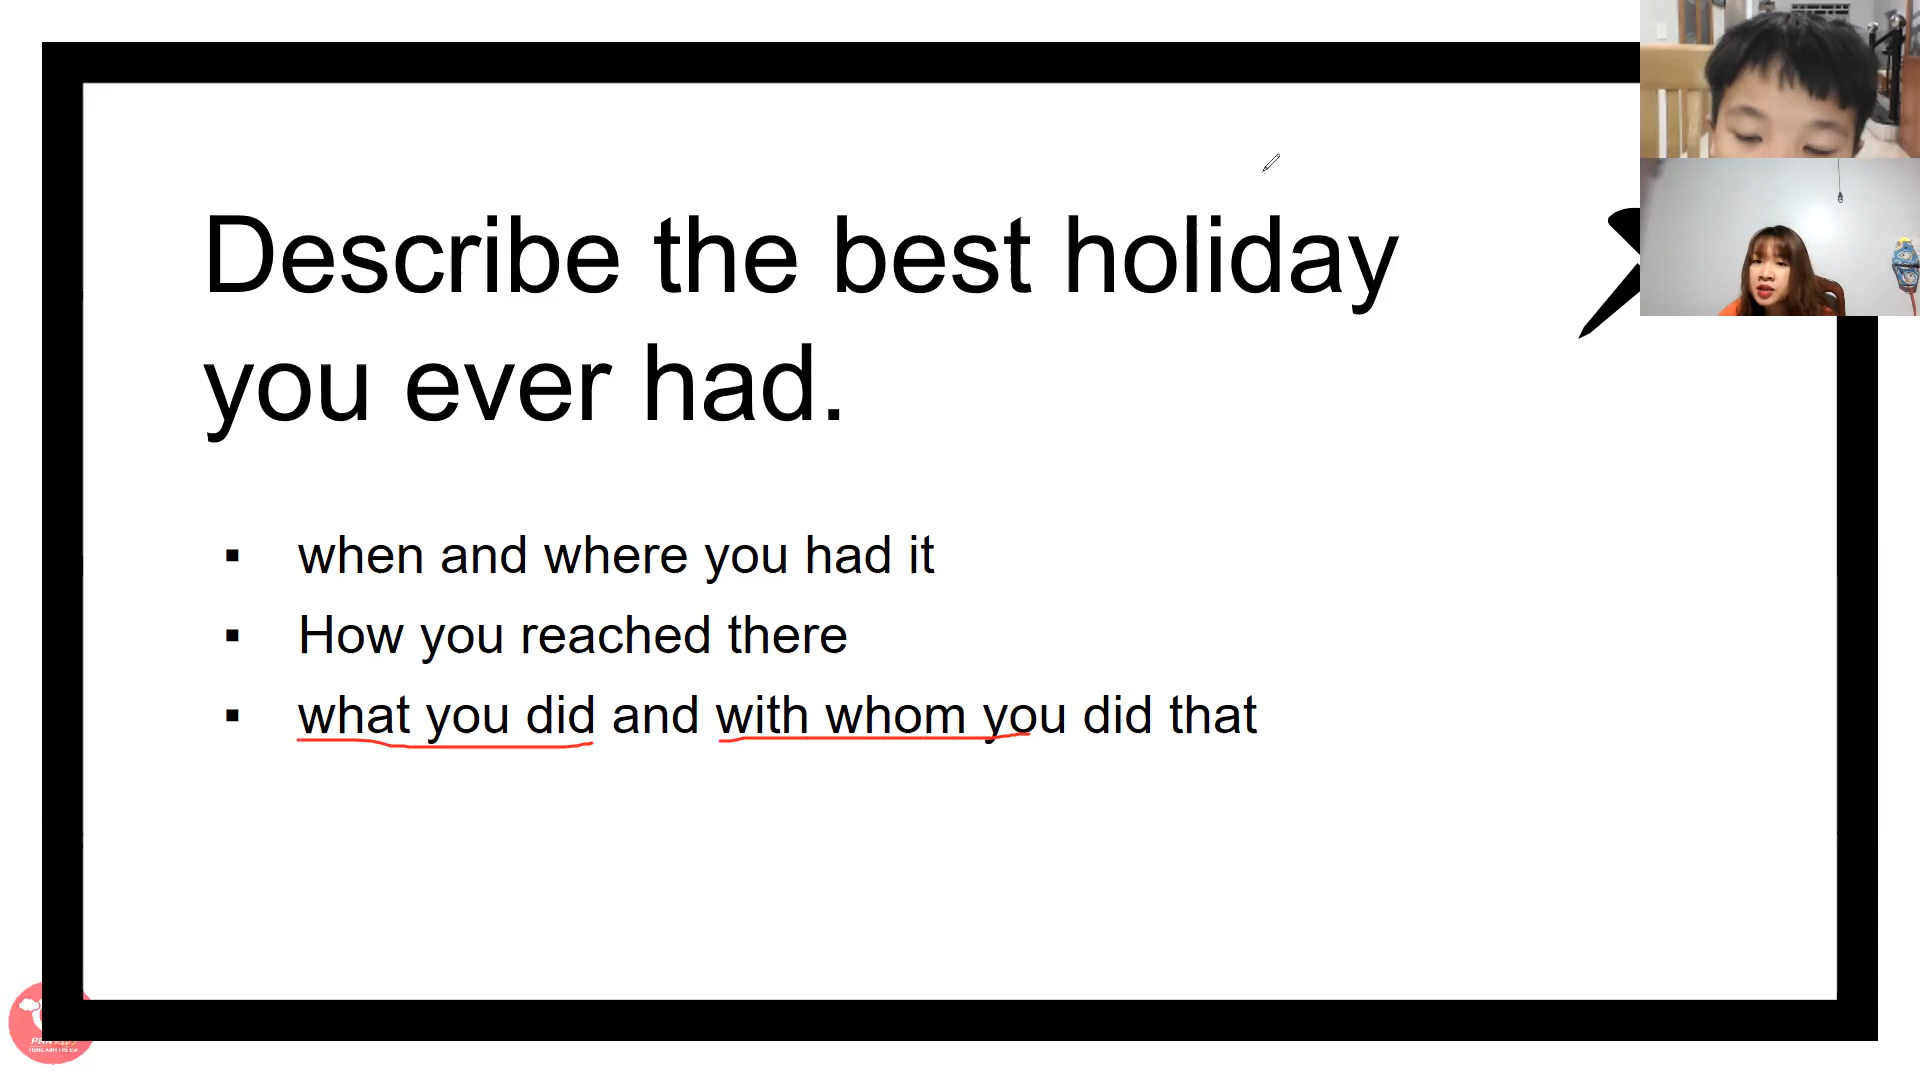 Describe the best holiday
you ever had.
▪ when and where you had it
▪ How you reached there
▪ what you did and with whom you did that